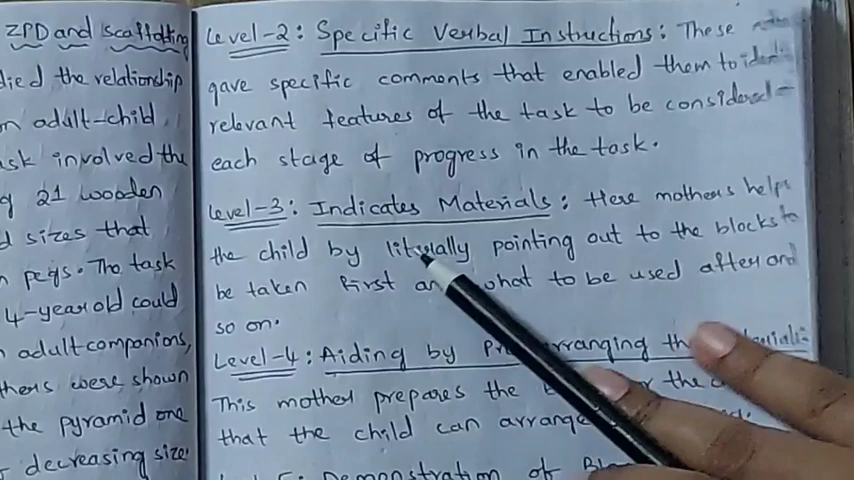 ZPD and Scaffolting
died the relationship
n adult-child
ask involved the
g 21 wooden
d sizes that
n pegs. The task
4-year old could
adult companions,
thers were shown
the pyramid one
decreasing size.
Level-2: Specific Verbal Instructions: These
gave specific comments that enabled them to
relevant features of the task to be considered
each stage of progress in the task.
Level-3: Indicates Materials: Here mothers helps
the child by liturally pointing out to the blocks to
be taken First what to be used after and
so on.
Level-4: Aiding by
This mother prepares the
that the child can arrange
Demonstration of